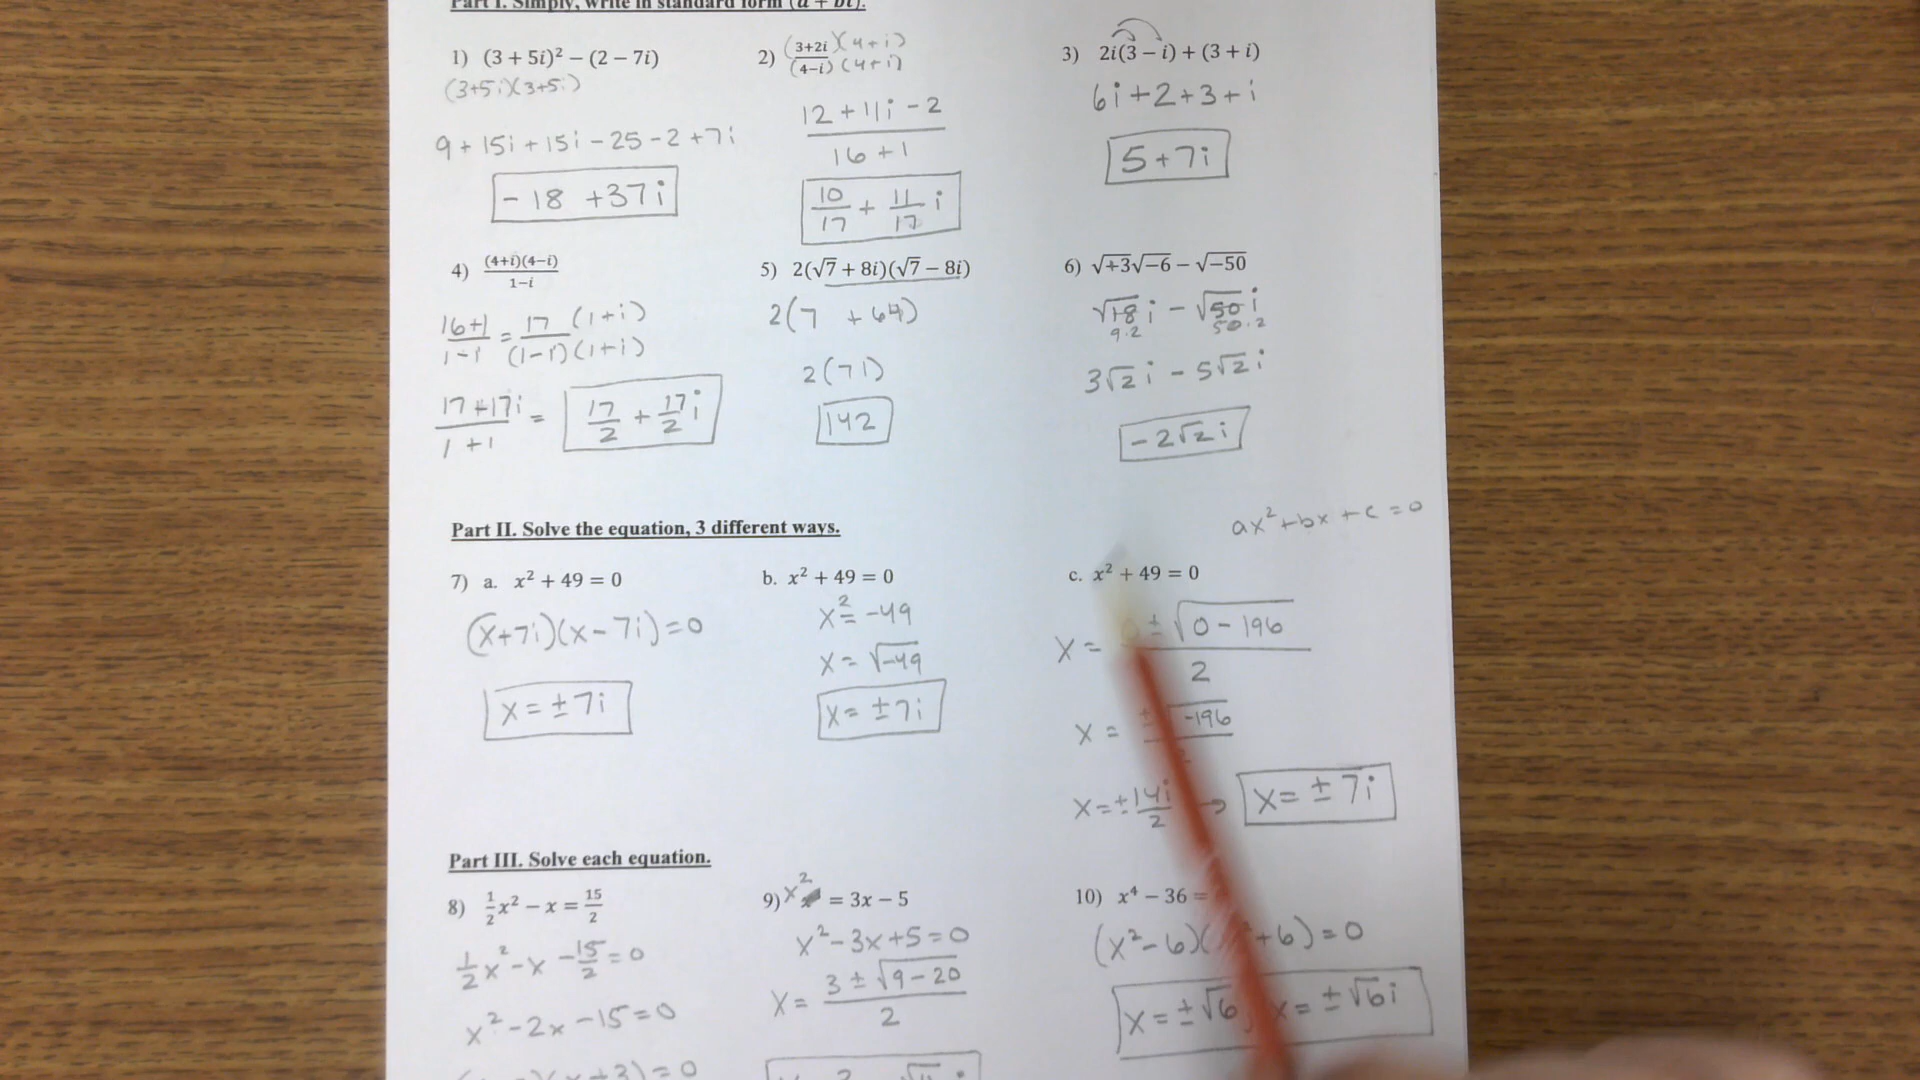 Part I. Simply, write in standard form (a + bi).
1) (3 + 5i)² − (2 − 7i)
(3+5i)(3+5i)
9 + 15i + 15i − 25 − 2 + 7i
-18 + 37i
2) (3+2i)(4+i)
(4−i)(4+i)
12 + 11i − 2
16 + 1
10/17 + 11/17 i
3) 2i(3 − i) + (3 + i)
6i + 2 + 3 + i
5 + 7i
4) (4+i)(4−i)
1−i
16+1 / 1−i = 17 (1+i) / (1−i)(1+i)
17+17i / 1+1 = 17/2 + 17/2 i
5) 2(√7 + 8i)(√7 − 8i)
2(7 + 64)
2(71)
142
6) √+3√−6 − √−50
√18 i − √50 i
9·2
3√2 i − 5√2 i
-2√2 i
Part II. Solve the equation, 3 different ways.
ax² + bx + c = 0
7) a. x² + 49 = 0
(x+7i)(x−7i) = 0
x = ±7i
b. x² + 49 = 0
x² = -49
x = √-49
x = ±7i
c. x² + 49 = 0
x = ± √0 − 196
2
x = -196
x = ±14i/2 → x = ±7i
Part III. Solve each equation.
8) ½x² − x = 15/2
½x² − x − 15/2 = 0
x² − 2x − 15 = 0
x+3) = 0
9) x² = 3x − 5
x² − 3x + 5 = 0
x = 3 ± √9 − 20 / 2
10) x⁴ − 36 =
(x² − 6)( +6) = 0
x = ±√6 x = ±√6 i